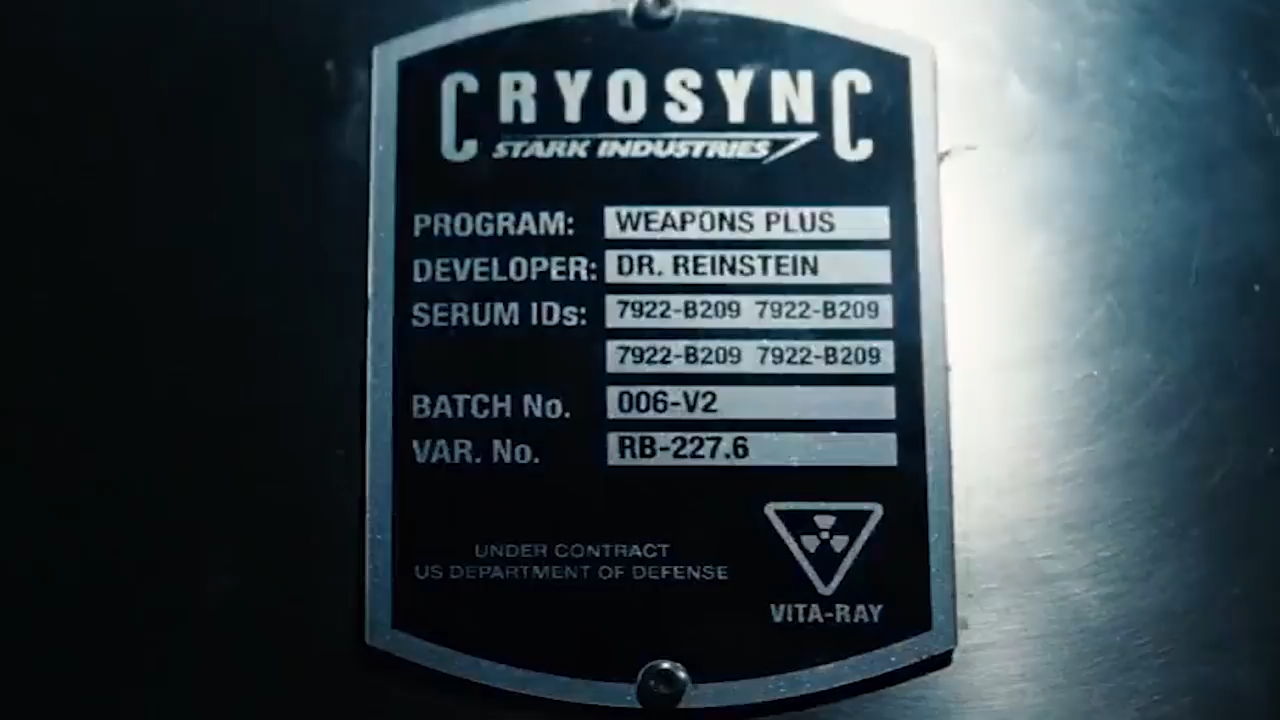 CRYOSYNC
STARK INDUSTRIES
PROGRAM: WEAPONS PLUS
DEVELOPER: DR. REINSTEIN
SERUM IDs: 7922-B209 7922-B209
7922-B209 7922-B209
BATCH No. 006-V2
VAR. No. RB-227.6
UNDER CONTRACT
US DEPARTMENT OF DEFENSE
VITA-RAY